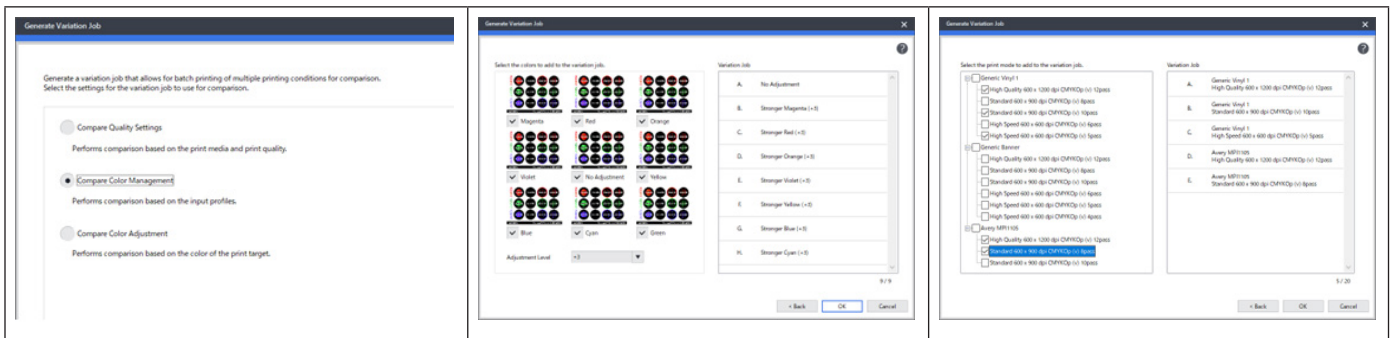 Generate Variation Job
Generate a variation job that allows for batch printing of multiple printing conditions for comparison.
Select the settings for the variation job to use for comparison.
Compare Quality Settings
Performs comparison based on the print media and print quality.
Compare Color Management
Performs comparison based on the input profiles.
Compare Color Adjustment
Performs comparison based on the color of the print target.
Generate Variation Job
Select the colors to add to the variation job.
Magenta Red Orange
Violet No Adjustment Yellow
Blue Cyan Green
Adjustment Level +3
Variation Job
A. No Adjustment
B. Stronger Magenta (+3)
C. Stronger Red (+3)
D. Stronger Orange (+3)
E. Stronger Violet (+3)
F. Stronger Yellow (+3)
G. Stronger Blue (+3)
H. Stronger Cyan (+3)
9 / 9
< Back OK Cancel
Generate Variation Job
Select the print mode to add to the variation job.
Generic Vinyl 1
High Quality 600 x 1200 dpi CMYKOp (v) 12pass
Standard 600 x 900 dpi CMYKOp (v) 8pass
Standard 600 x 900 dpi CMYKOp (v) 10pass
High Speed 600 x 600 dpi CMYKOp (v) 4pass
High Speed 600 x 600 dpi CMYKOp (v) 5pass
Generic Banner
High Quality 600 x 1200 dpi CMYKOp (v) 12pass
Standard 600 x 900 dpi CMYKOp (v) 8pass
Standard 600 x 900 dpi CMYKOp (v) 10pass
High Speed 600 x 600 dpi CMYKOp (v) 6pass
High Speed 600 x 600 dpi CMYKOp (v) 5pass
High Speed 600 x 600 dpi CMYKOp (v) 4pass
Avery MPI1105
High Quality 600 x 1200 dpi CMYKOp (v) 12pass
Standard 600 x 900 dpi CMYKOp (v) 8pass
Standard 600 x 900 dpi CMYKOp (v) 10pass
Variation Job
A. Generic Vinyl 1
High Quality 600 x 1200 dpi CMYKOp (v) 12pass
B. Generic Vinyl 1
Standard 600 x 900 dpi CMYKOp (v) 10pass
C. Generic Vinyl 1
High Speed 600 x 600 dpi CMYKOp (v) 5pass
D. Avery MPI1105
High Quality 600 x 1200 dpi CMYKOp (v) 12pass
E. Avery MPI1105
Standard 600 x 900 dpi CMYKOp (v) 8pass
5 / 20
< Back OK Cancel